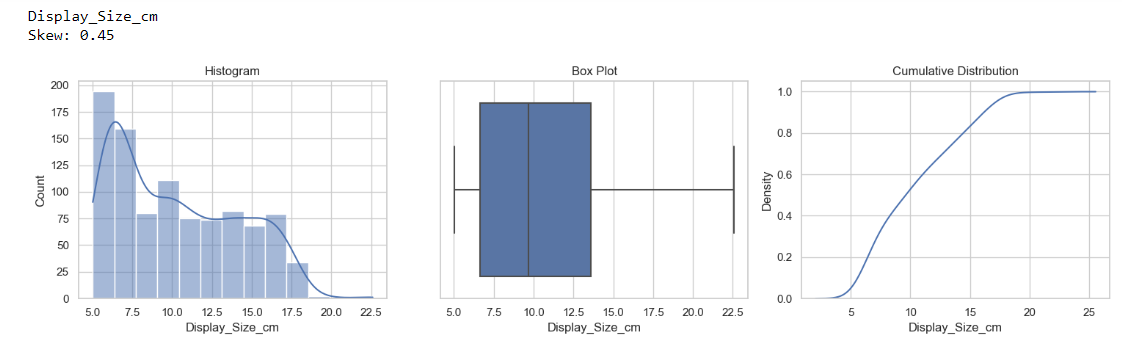 Display_Size_cm
Skew: 0.45
Histogram
200
175
150
125
100
75
50
25
0
Count
5.0 7.5 10.0 12.5 15.0 17.5 20.0 22.5
Display_Size_cm
Box Plot
5.0 7.5 10.0 12.5 15.0 17.5 20.0 22.5
Display_Size_cm
Cumulative Distribution
1.0
0.8
0.6
0.4
0.2
0.0
Density
5 10 15 20 25
Display_Size_cm